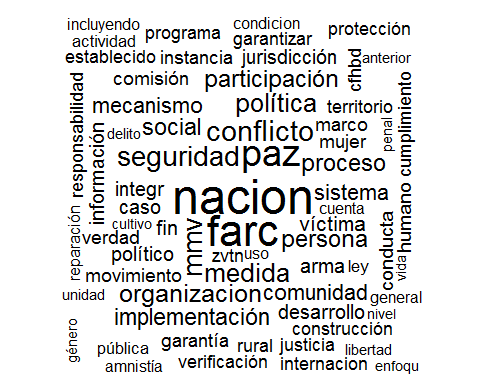 incluyendo
condicion
actividad
programa
garantizar
protección
establecido
instancia
jurisdicción
anterior
comisión
participación
cfhbd
responsabilidad
mecanismo
política
territorio
información
delito
social
conflicto
marco
mujer
penal
cumplimiento
seguridad
paz
proceso
integr
nacion
sistema
caso
cuenta
cultivo
fin
farc
víctima
reparación
verdad
mmv
persona
conducta
humano
político
zvtn
uso
vida
movimiento
medida
arma
ley
unidad
organizacion
comunidad
general
implementación
desarrollo
nivel
construcción
género
pública
garantía
rural
justicia
libertad
amnistía
verificación
internacion
enfoqu